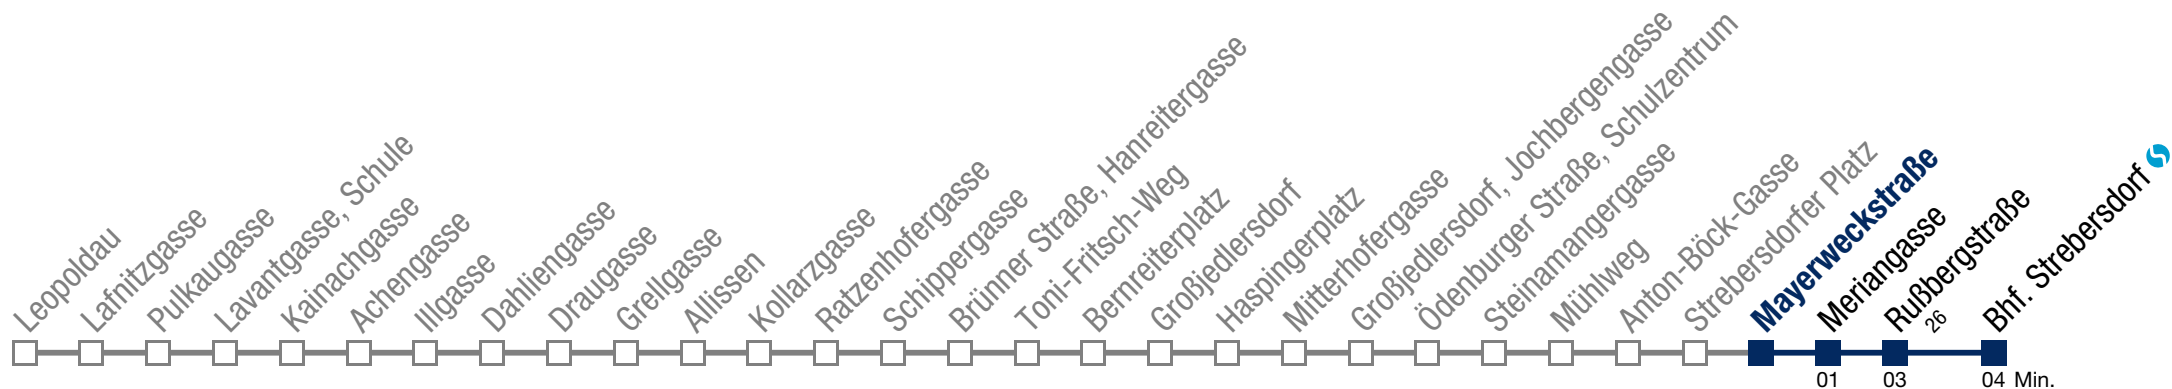 Leopoldau
Lafnitzgasse
Pulkaugasse
Lavantgasse, Schule
Kainachgasse
Achengasse
Illgasse
Dahliengasse
Draugasse
Grellgasse
Allissen
Kollarzgasse
Ratzenhofergasse
Schippergasse
Brünner Straße, Hanreitergasse
Toni-Fritsch-Weg
Bernreiterplatz
Großjedlersdorf
Haspingerplatz
Mitterhofergasse
Großjedlersdorf, Jochbergengasse
Ödenburger Straße, Schulzentrum
Steinamangergasse
Mühlweg
Anton-Böck-Gasse
Strebersdorfer Platz
Mayerweckstraße
Meriangasse
Rußbergstraße
26
Bhf. Strebersdorf
01 03 04 Min.